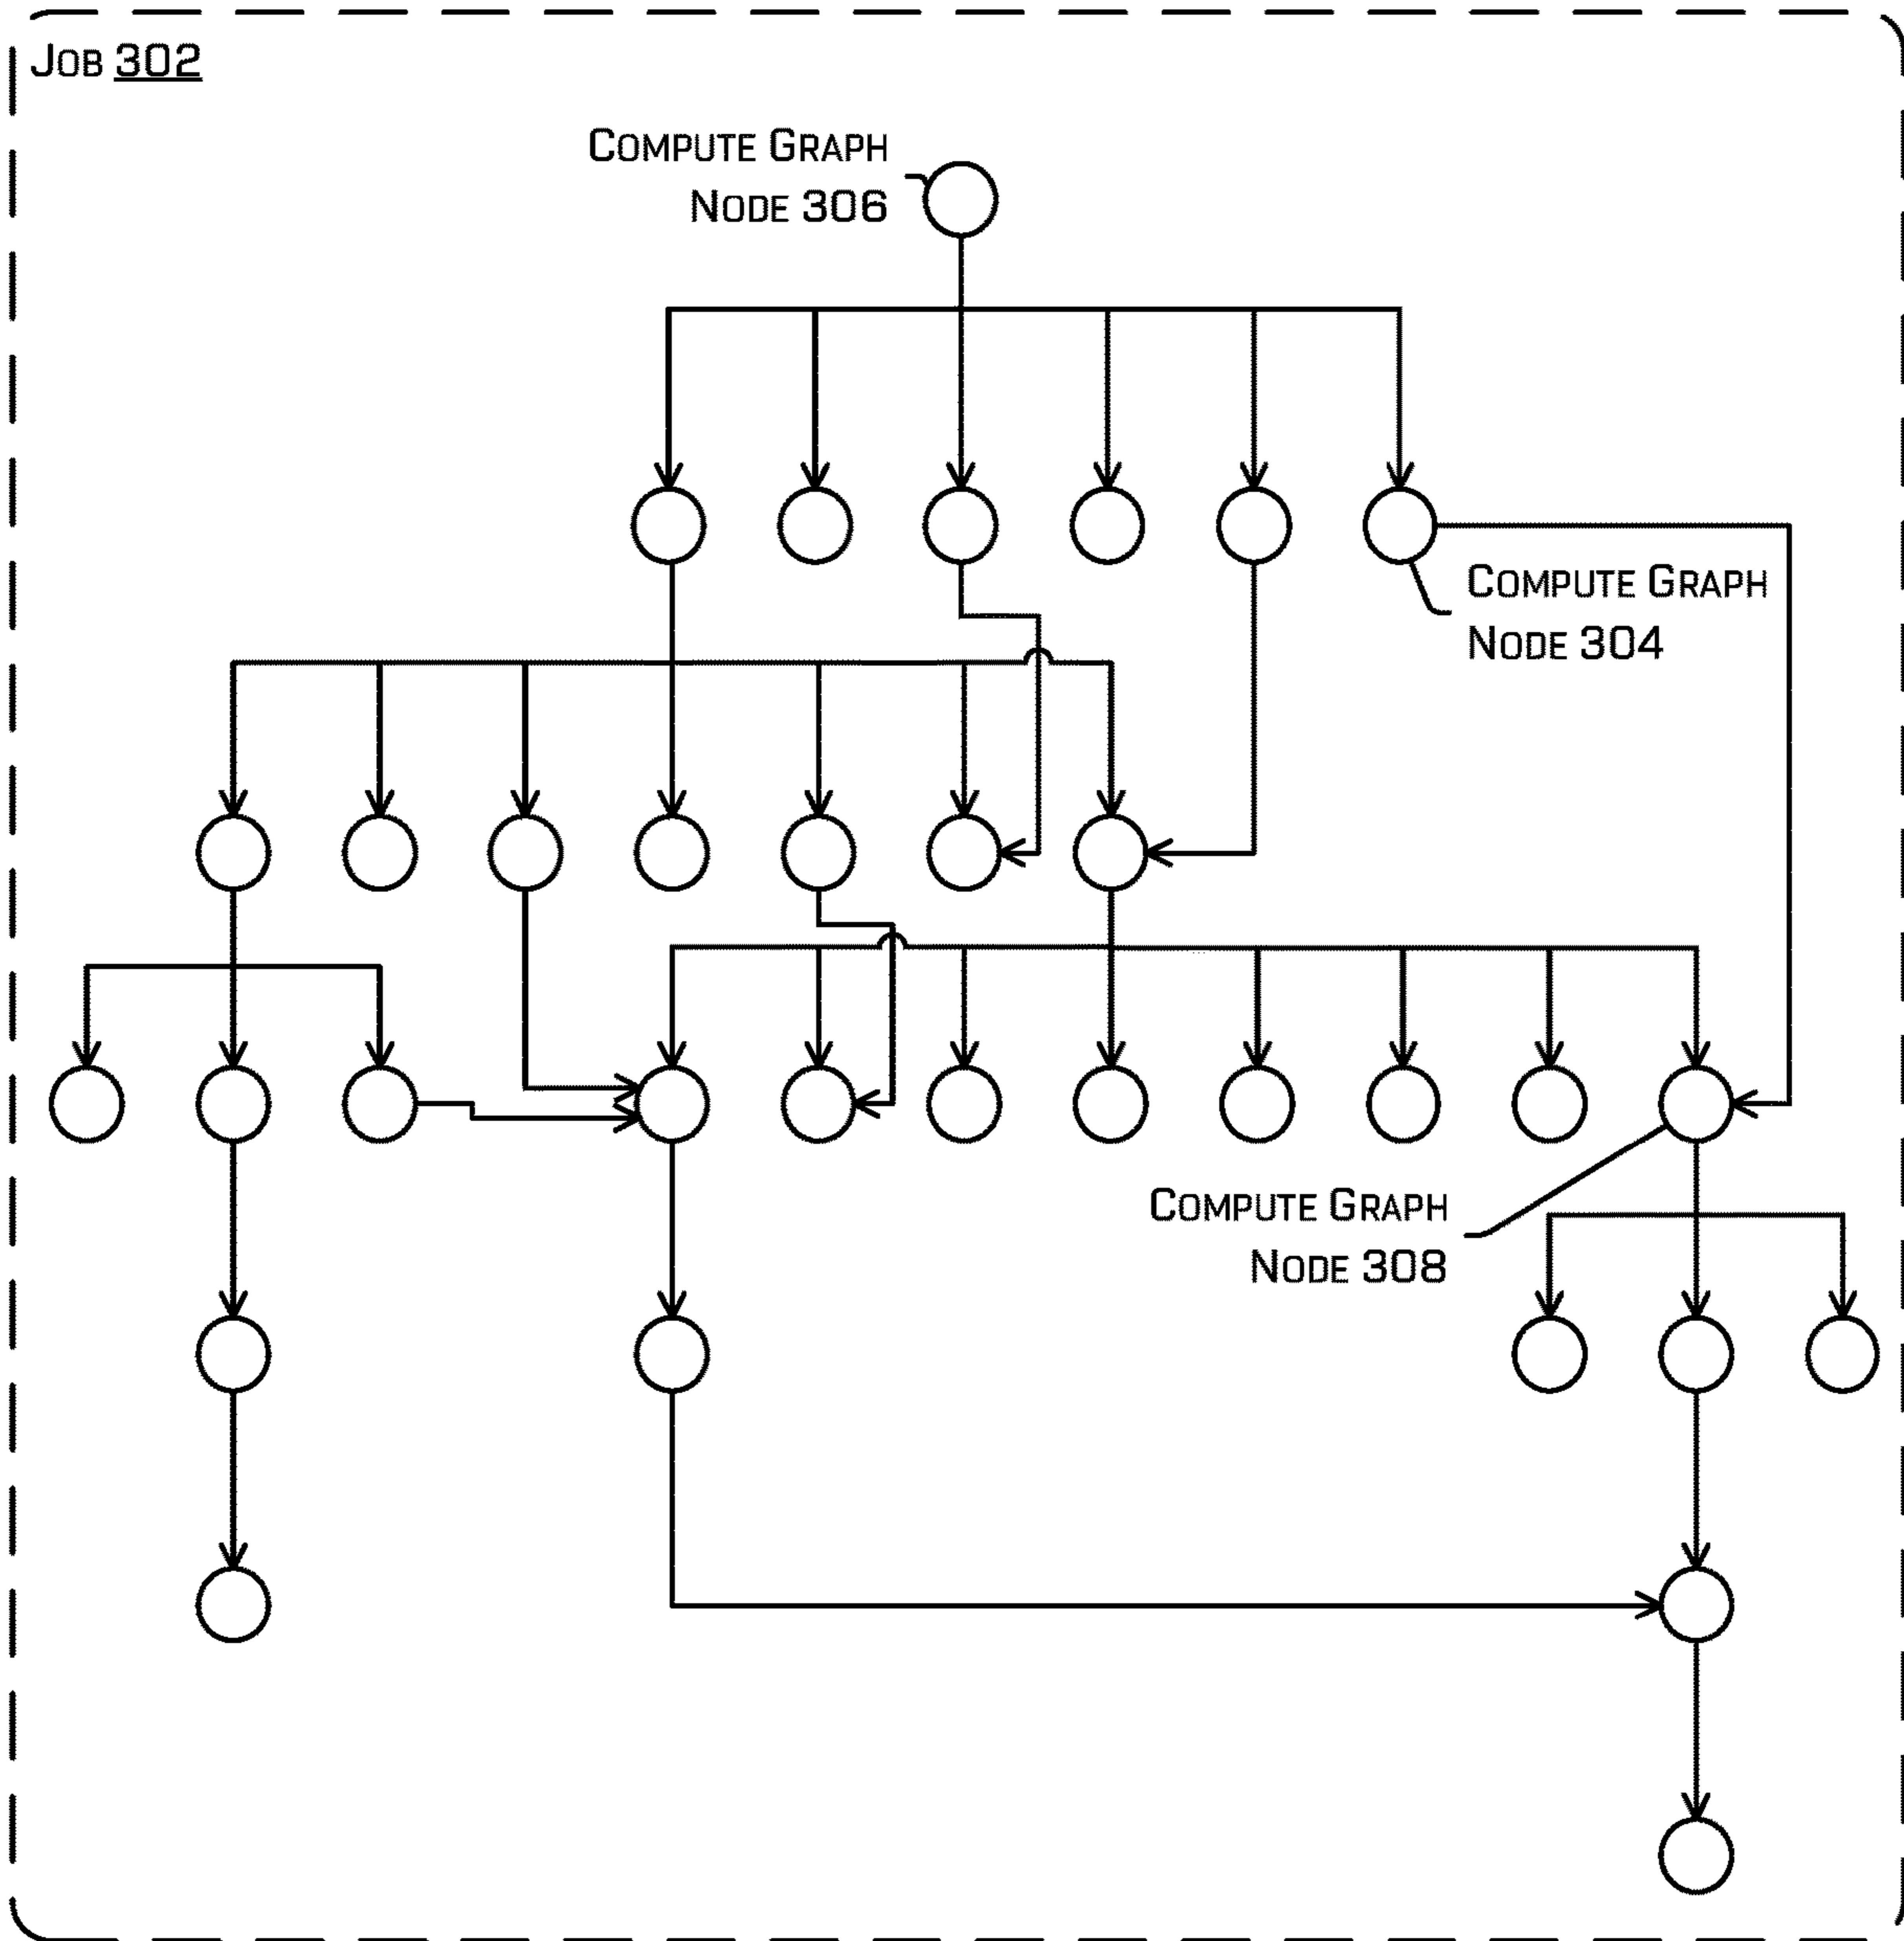 JOB 302
COMPUTE GRAPH
NODE 306
COMPUTE GRAPH
NODE 304
COMPUTE GRAPH
NODE 308